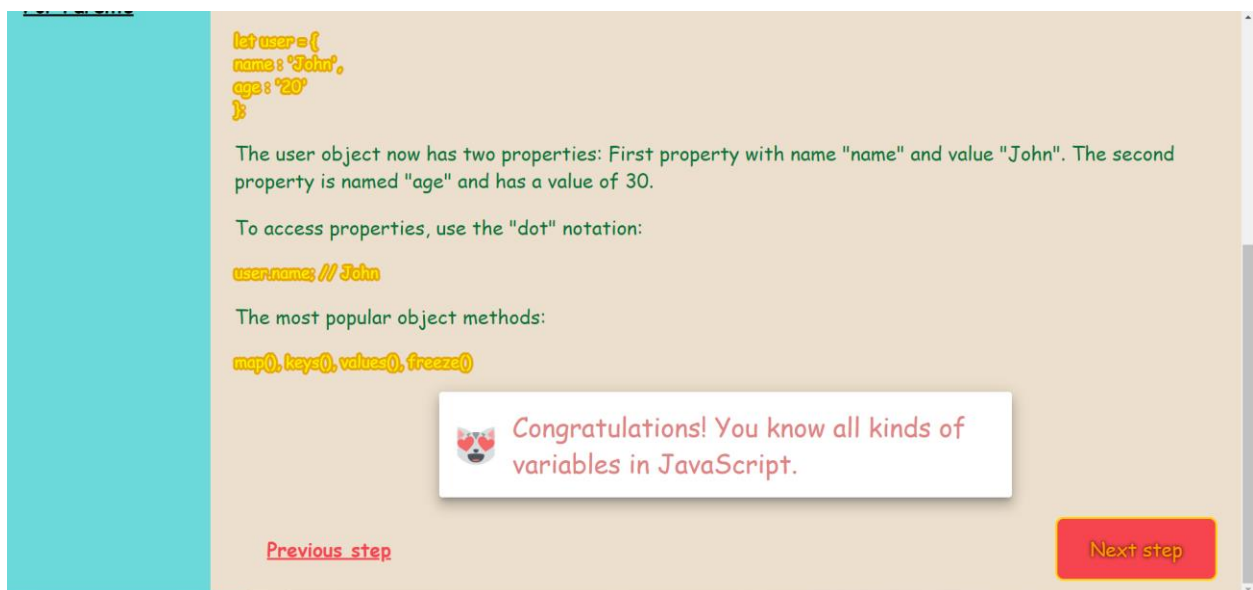 For Parents
let user = {
name : 'John',
age : '20'
};
The user object now has two properties: First property with name "name" and value "John". The second
property is named "age" and has a value of 30.
To access properties, use the "dot" notation:
user.name; // John
The most popular object methods:
map(), keys(), values(), freeze()
Congratulations! You know all kinds of
variables in JavaScript.
Previous step
Next step